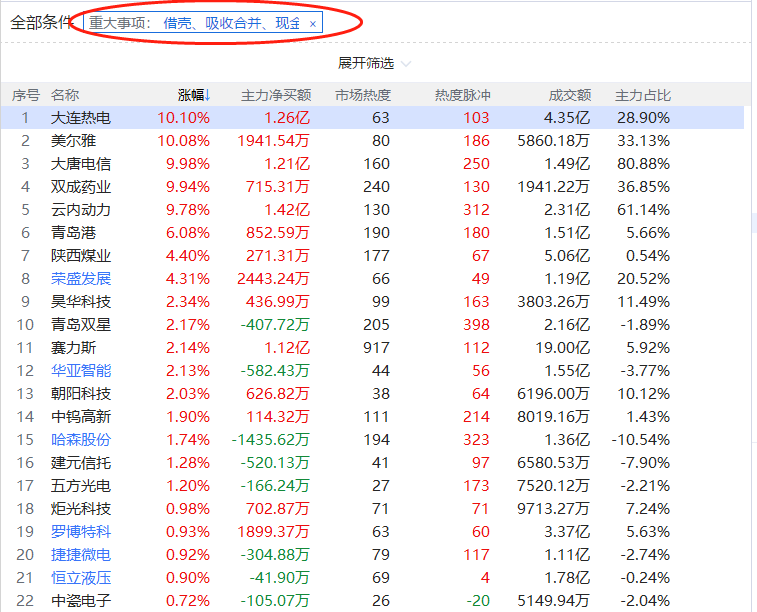 全部条件 重大事项: 借壳、吸收合并、现金 ×
展开筛选
序号 名称 涨幅↓ 主力净买额 市场热度 热度脉冲 成交额 主力占比
1 大连热电 10.10% 1.26亿 63 103 4.35亿 28.90%
2 美尔雅 10.08% 1941.54万 80 186 5860.18万 33.13%
3 大唐电信 9.98% 1.21亿 160 250 1.49亿 80.88%
4 双成药业 9.94% 715.31万 240 130 1941.22万 36.85%
5 云内动力 9.78% 1.42亿 130 312 2.31亿 61.14%
6 青岛港 6.08% 852.59万 190 180 1.51亿 5.66%
7 陕西煤业 4.40% 271.31万 177 67 5.06亿 0.54%
8 荣盛发展 4.31% 2443.24万 66 49 1.19亿 20.52%
9 昊华科技 2.34% 436.99万 99 163 3803.26万 11.49%
10 青岛双星 2.17% -407.72万 205 398 2.16亿 -1.89%
11 赛力斯 2.14% 1.12亿 917 112 19.00亿 5.92%
12 华亚智能 2.13% -582.43万 44 56 1.55亿 -3.77%
13 朝阳科技 2.03% 626.82万 38 64 6196.00万 10.12%
14 中钨高新 1.90% 114.32万 111 214 8019.16万 1.43%
15 哈森股份 1.74% -1435.62万 194 323 1.36亿 -10.54%
16 建元信托 1.28% -520.13万 41 97 6580.53万 -7.90%
17 五方光电 1.20% -166.24万 27 173 7520.12万 -2.21%
18 炬光科技 0.98% 702.87万 71 71 9713.27万 7.24%
19 罗博特科 0.93% 1899.37万 63 60 3.37亿 5.63%
20 捷捷微电 0.92% -304.88万 79 117 1.11亿 -2.74%
21 恒立液压 0.90% -41.90万 69 4 1.78亿 -0.24%
22 中瓷电子 0.72% -105.07万 26 -20 5149.94万 -2.04%